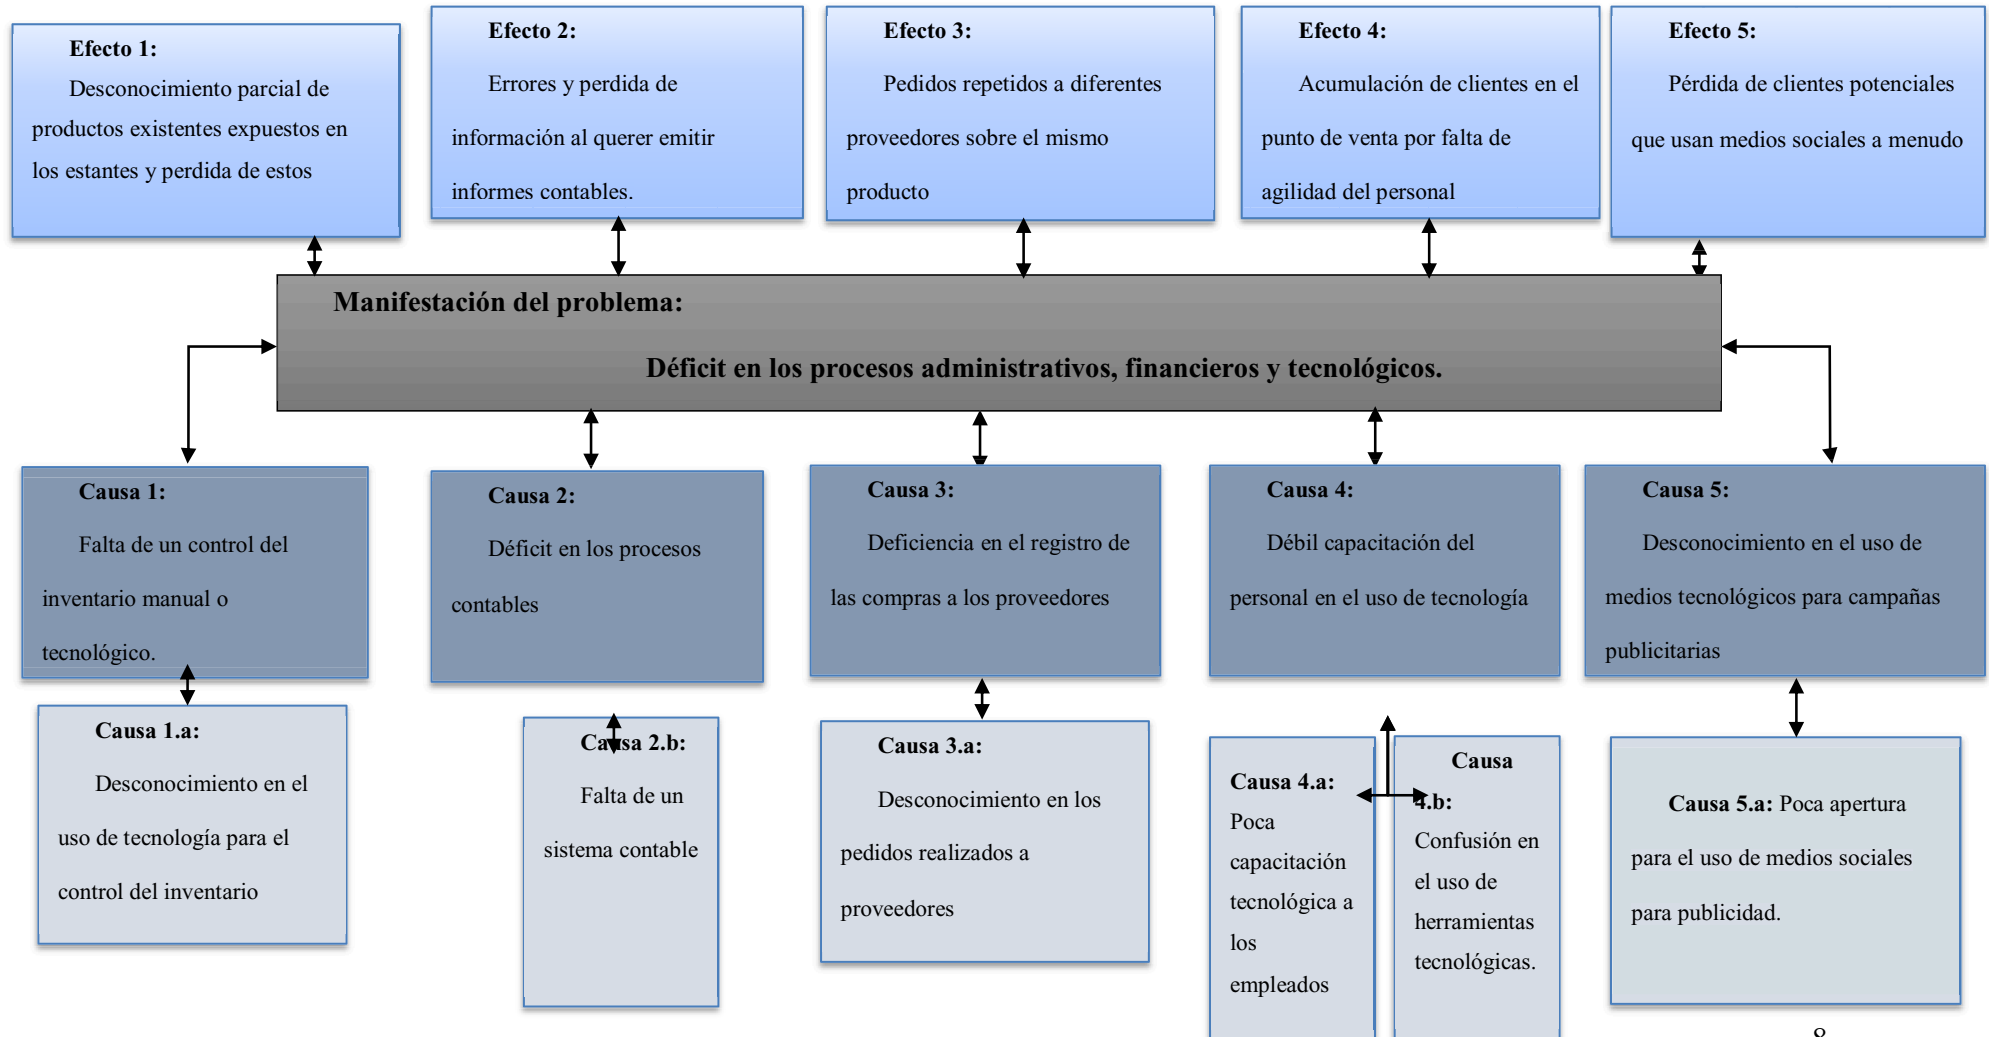 Efecto 1:
Desconocimiento parcial de
productos existentes expuestos en
los estantes y perdida de estos
Efecto 2:
Errores y perdida de
información al querer emitir
informes contables.
Efecto 3:
Pedidos repetidos a diferentes
proveedores sobre el mismo
producto
Efecto 4:
Acumulación de clientes en el
punto de venta por falta de
agilidad del personal
Efecto 5:
Pérdida de clientes potenciales
que usan medios sociales a menudo
Manifestación del problema:
Déficit en los procesos administrativos, financieros y tecnológicos.
Causa 1:
Falta de un control del
inventario manual o
tecnológico.
Causa 2:
Déficit en los procesos
contables
Causa 3:
Deficiencia en el registro de
las compras a los proveedores
Causa 4:
Débil capacitación del
personal en el uso de tecnología
Causa 5:
Desconocimiento en el uso de
medios tecnológicos para campañas
publicitarias
Causa 1.a:
Desconocimiento en el
uso de tecnología para el
control del inventario
Causa 2.b:
Falta de un
sistema contable
Causa 3.a:
Desconocimiento en los
pedidos realizados a
proveedores
Causa 4.a:
Poca
capacitación
tecnológica a
los
empleados
Causa
4.b:
Confusión en
el uso de
herramientas
tecnológicas.
Causa 5.a: Poca apertura
para el uso de medios sociales
para publicidad.
8